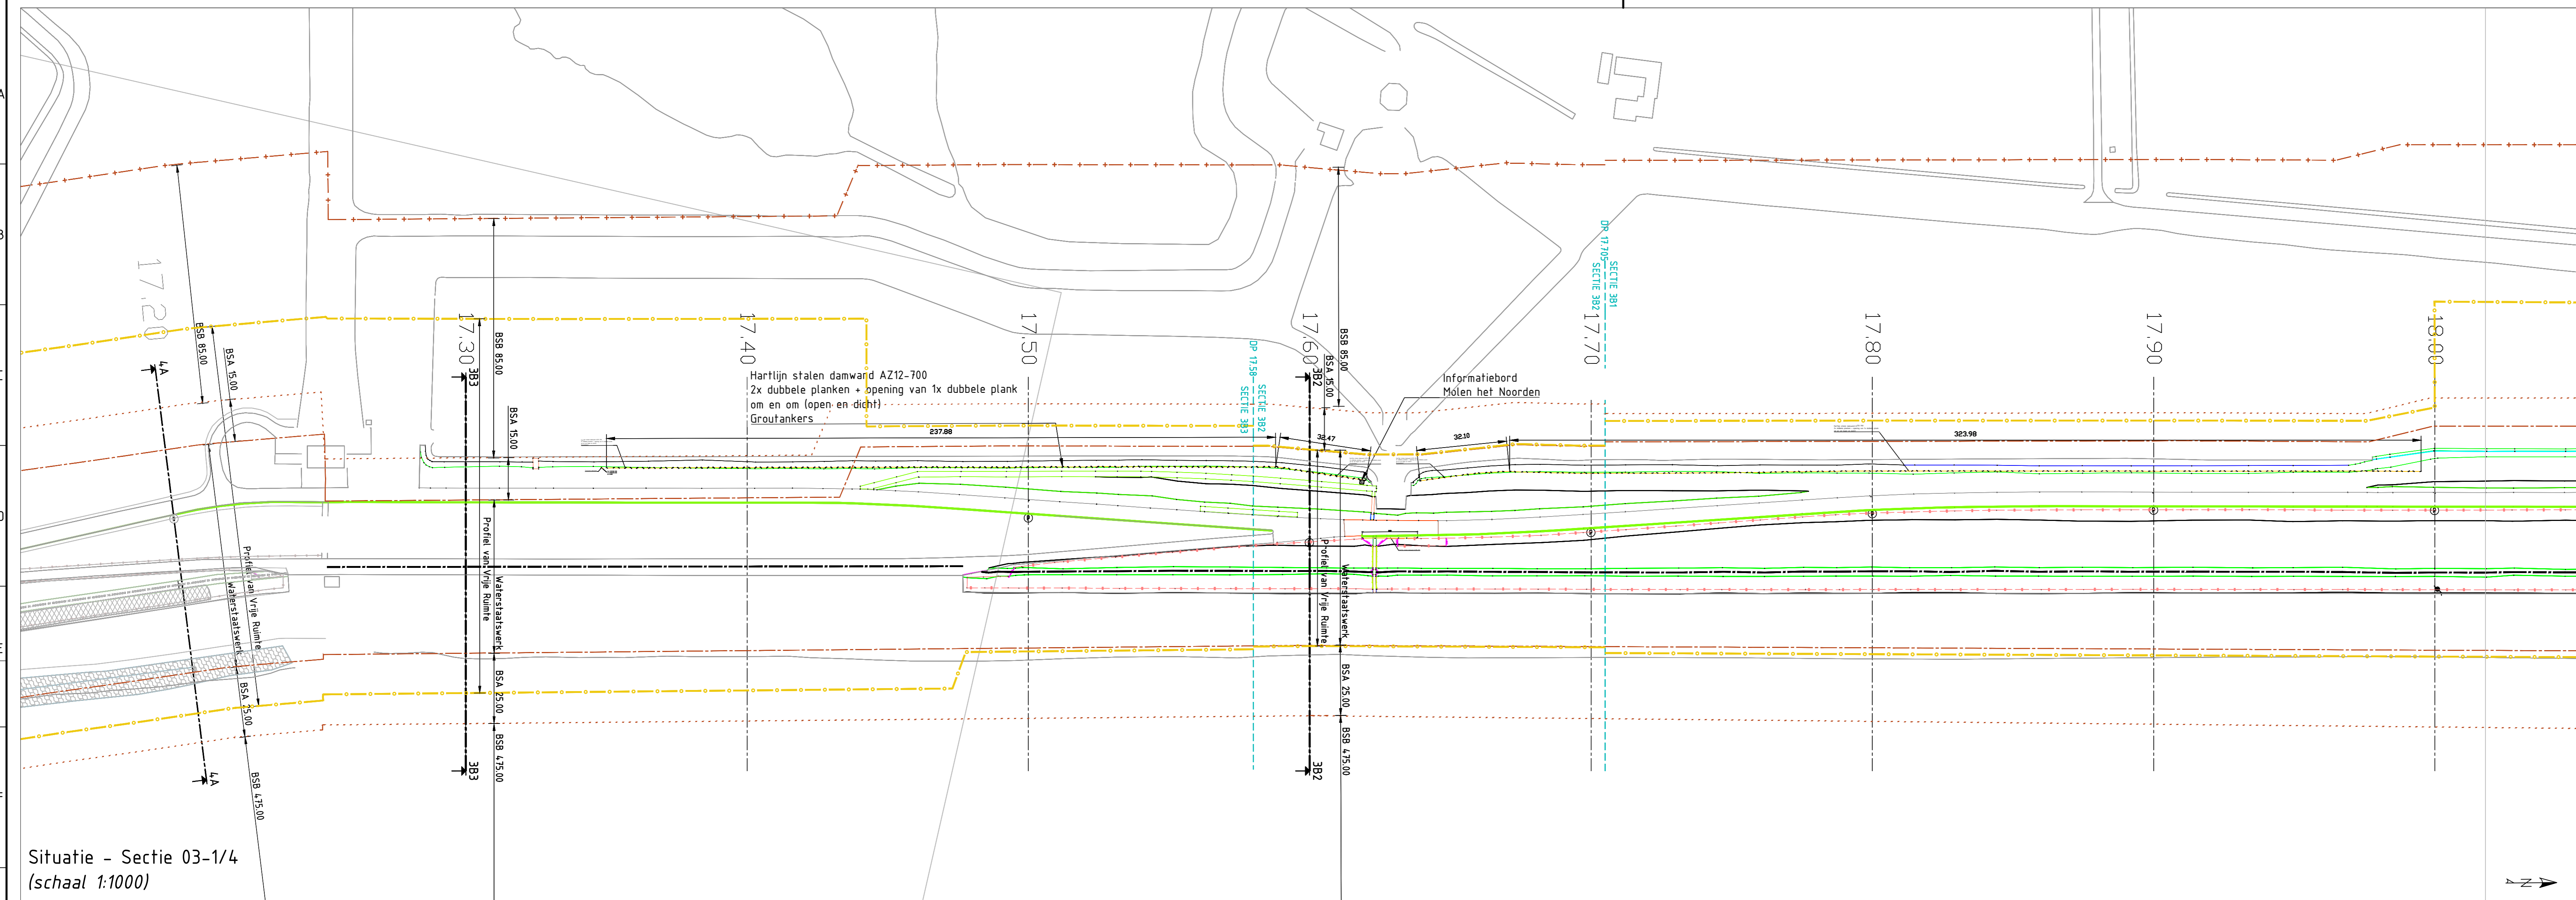 A
B
D
E
F
17.20
17.30
17.40
17.50
17.60
17.70
17.80
17.90
18.00
BSB 85.00
BSA 15.00
4A
4A
Profiel van Vrije Ruimte
Waterstaatswerk
BSA 25.00
BSB 475.00
3B3
3B3
BSB 85.00
BSA 15.00
Profiel van Vrije Ruimte
Waterstaatswerk
BSA 25.00
BSB 475.00
Hartlijn stalen damwand AZ12-700
2x dubbele planken + opening van 1x dubbele plank
om en om (open en dicht)
Groutankers
237.88
32.47
32.10
323.98
DP 17.58
SECTIE 3B2
SECTIE 3B3
3B2
3B2
BSB 85.00
BSA 15.00
Profiel van Vrije Ruimte
Waterstaatswerk
BSA 25.00
BSB 475.00
Informatiebord
Molen het Noorden
DP 17.705
SECTIE 3B1
SECTIE 3B2
Situatie - Sectie 03-1/4
(schaal 1:1000)
N